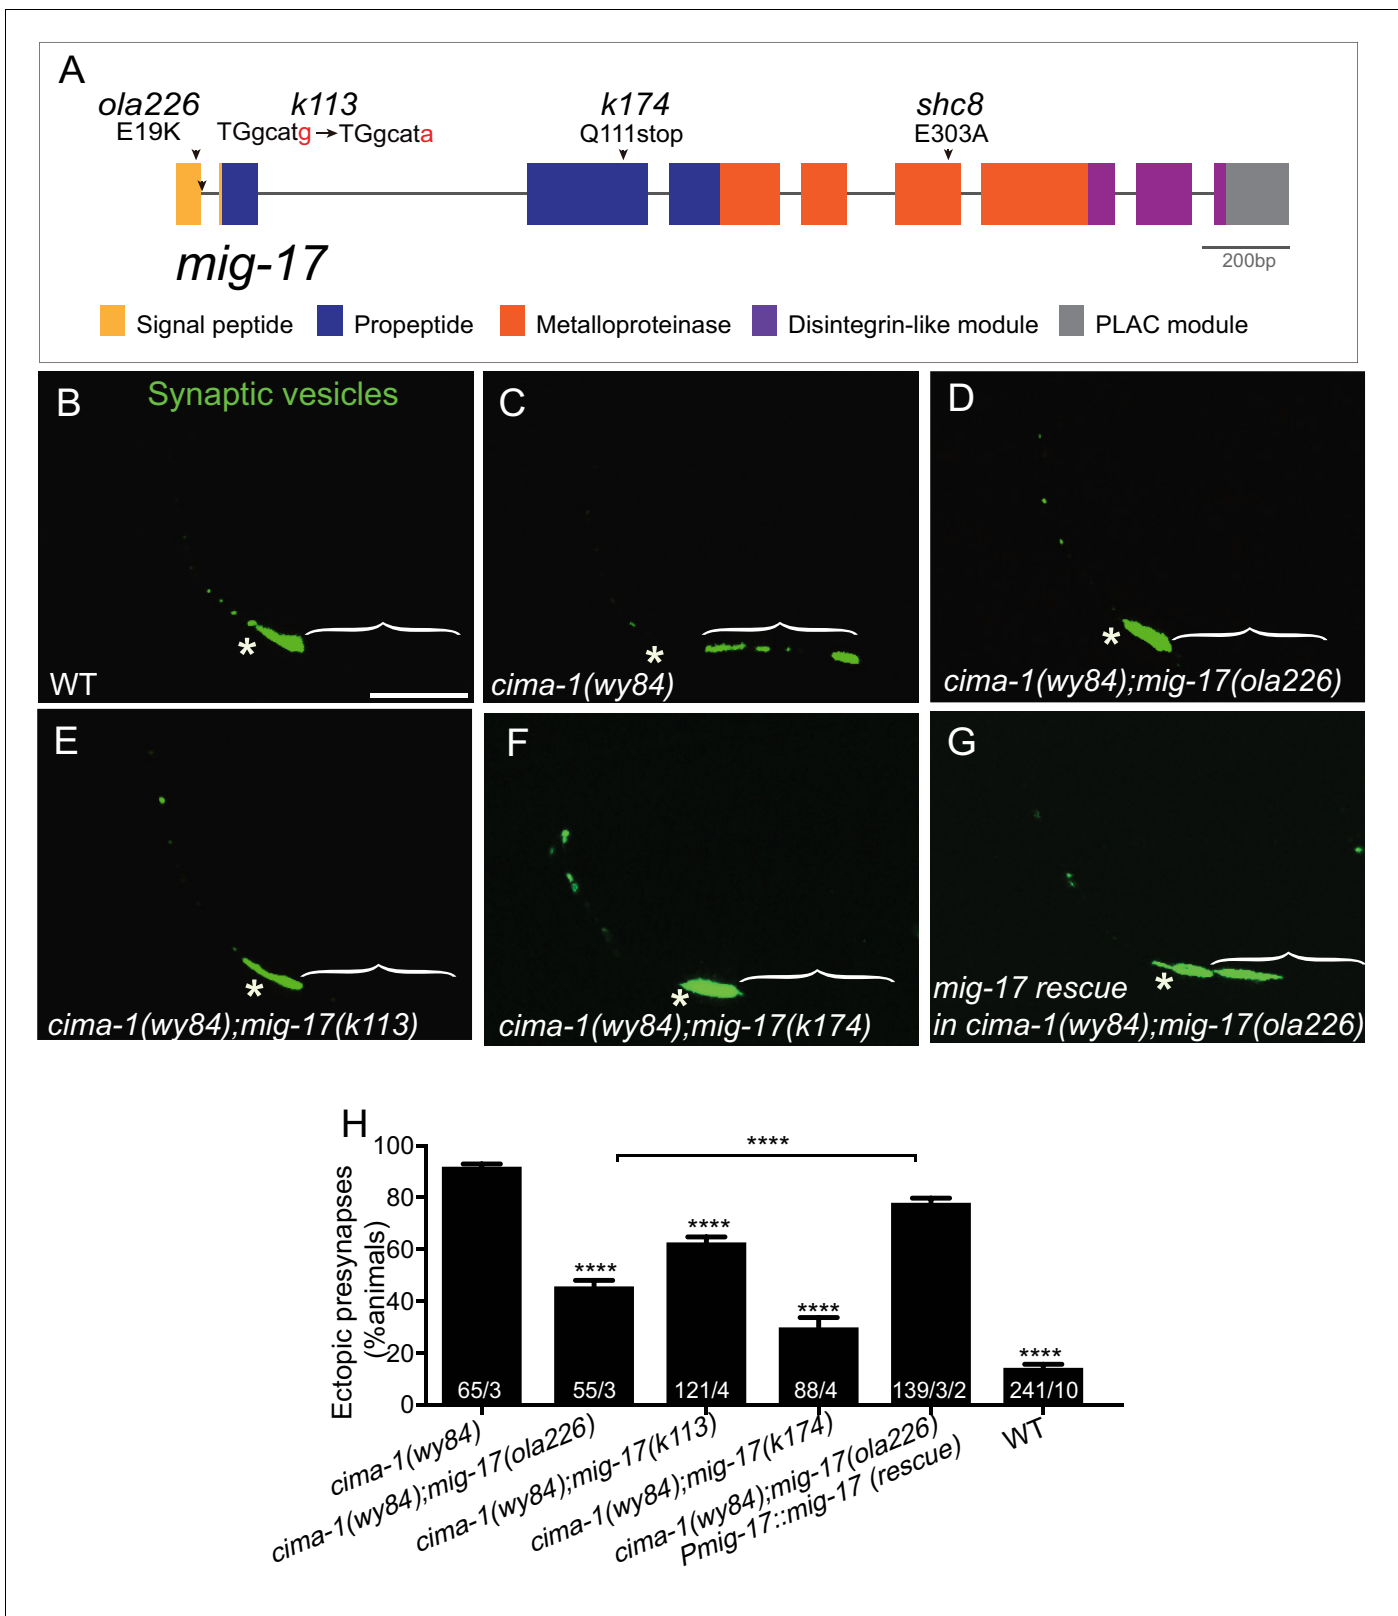 A
ola226 k113 k174 shc8
E19K TGgcatg→TGgcata Q111stop E303A
mig-17
200bp
Signal peptide Propeptide Metalloproteinase Disintegrin-like module PLAC module
B Synaptic vesicles
*
WT
C
*
cima-1(wy84)
D
*
cima-1(wy84);mig-17(ola226)
E
*
cima-1(wy84);mig-17(k113)
F
*
cima-1(wy84);mig-17(k174)
G
*
mig-17 rescue
in cima-1(wy84);mig-17(ola226)
H
Ectopic presynapses
(%animals)
100
80
60
40
20
0
****
**** **** **** ****
65/3 55/3 121/4 88/4 139/3/2 241/10
cima-1(wy84)
cima-1(wy84);mig-17(ola226)
cima-1(wy84);mig-17(k113)
cima-1(wy84);mig-17(k174)
cima-1(wy84);mig-17(ola226)
Pmig-17::mig-17 (rescue)
WT